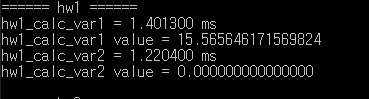 ====== hw1 ======
hw1_calc_var1 = 1.401300 ms
hw1_calc_var1 value = 15.565646171569824
hw1_calc_var2 = 1.220400 ms
hw1_calc_var2 value = 0.000000000000000